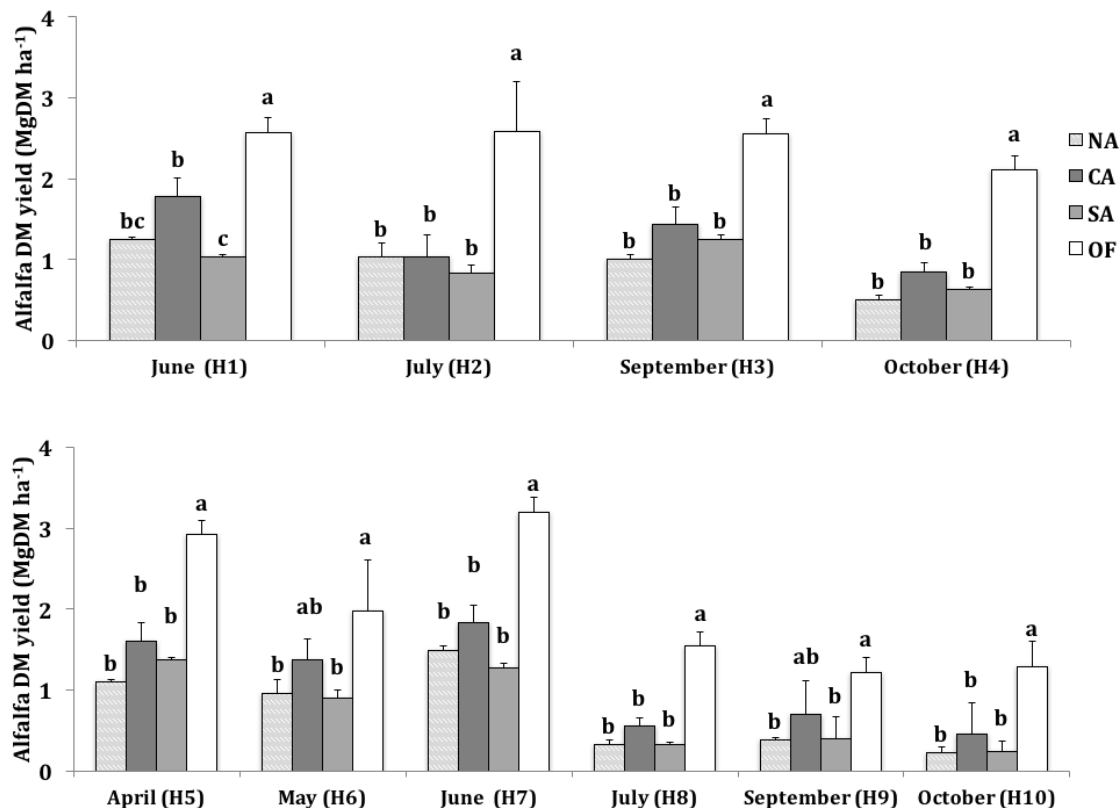 Alfalfa DM yield (MgDM ha⁻¹)
4
3
2
1
0
bc
b
c
a
b
b
b
a
b
b
b
a
b
b
b
a
June (H1)
July (H2)
September (H3)
October (H4)
NA
CA
SA
OF
Alfalfa DM yield (MgDM ha⁻¹)
4
3
2
1
0
b
b
b
a
b
ab
b
a
b
b
b
a
b
b
b
a
b
ab
b
a
b
b
b
a
April (H5)
May (H6)
June (H7)
July (H8)
September (H9)
October (H10)